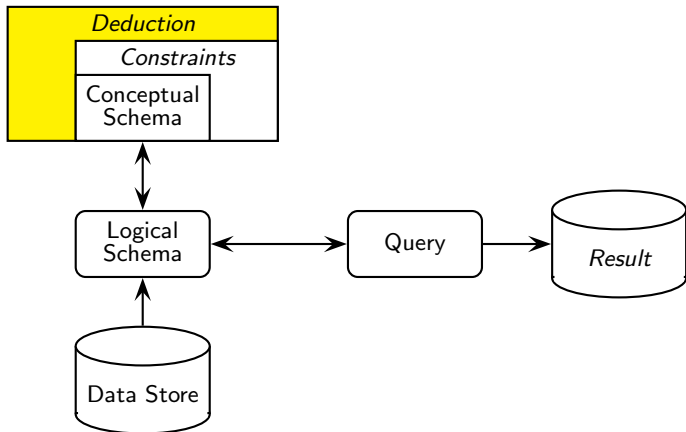 Deduction
Constraints
Conceptual
Schema
Logical
Schema
Query
Result
Data Store